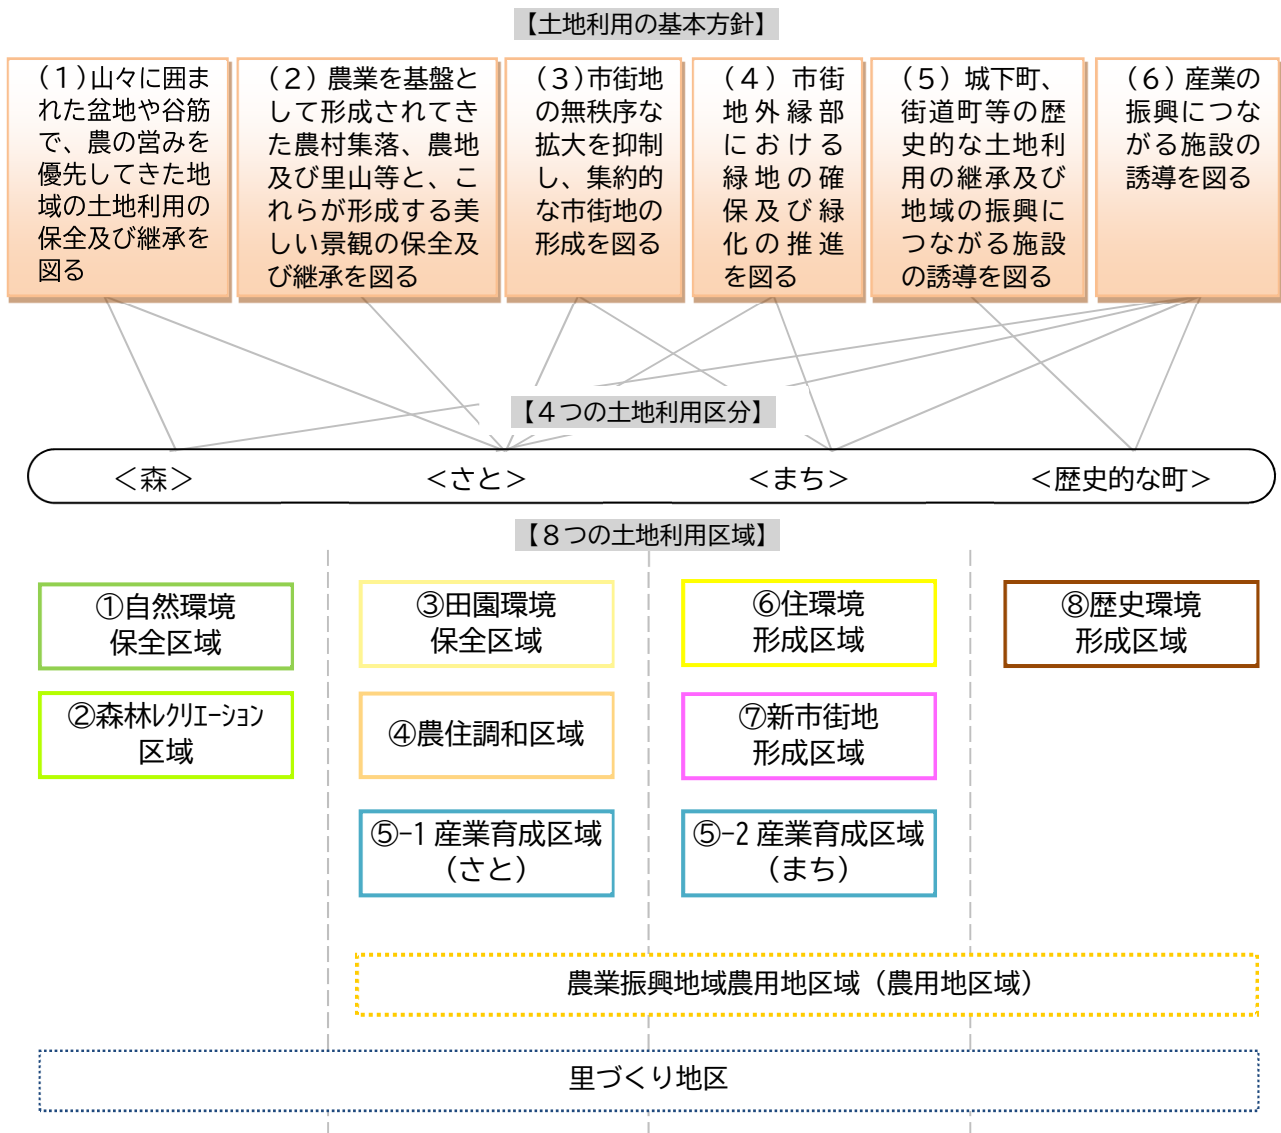 【土地利用の基本方針】
（１）山々に囲ま
れた盆地や谷筋
で、農の営みを
優先してきた地
域の土地利用の
保全及び継承を
図る
（２）農業を基盤と
して形成されてき
た農村集落、農地
及び里山等と、こ
れらが形成する美
しい景観の保全及
び継承を図る
（３）市街地
の無秩序な
拡大を抑制
し、集約的
な市街地の
形成を図る
（４）市街
地外縁部
における
緑地の確
保及び緑
化の推進
を図る
（５）城下町、
街道町等の歴
史的な土地利
用の継承及び
地域の振興に
つながる施設
の誘導を図る
（６）産業の
振興につな
がる施設の
誘導を図る
【４つの土地利用区分】
＜森＞
＜さと＞
＜まち＞
＜歴史的な町＞
【８つの土地利用区域】
①自然環境
保全区域
③田園環境
保全区域
⑥住環境
形成区域
⑧歴史環境
形成区域
②森林ﾚｸﾘｴｰｼｮﾝ
区域
④農住調和区域
⑦新市街地
形成区域
⑤-1 産業育成区域
（さと）
⑤-2 産業育成区域
（まち）
農業振興地域農用地区域（農用地区域）
里づくり地区